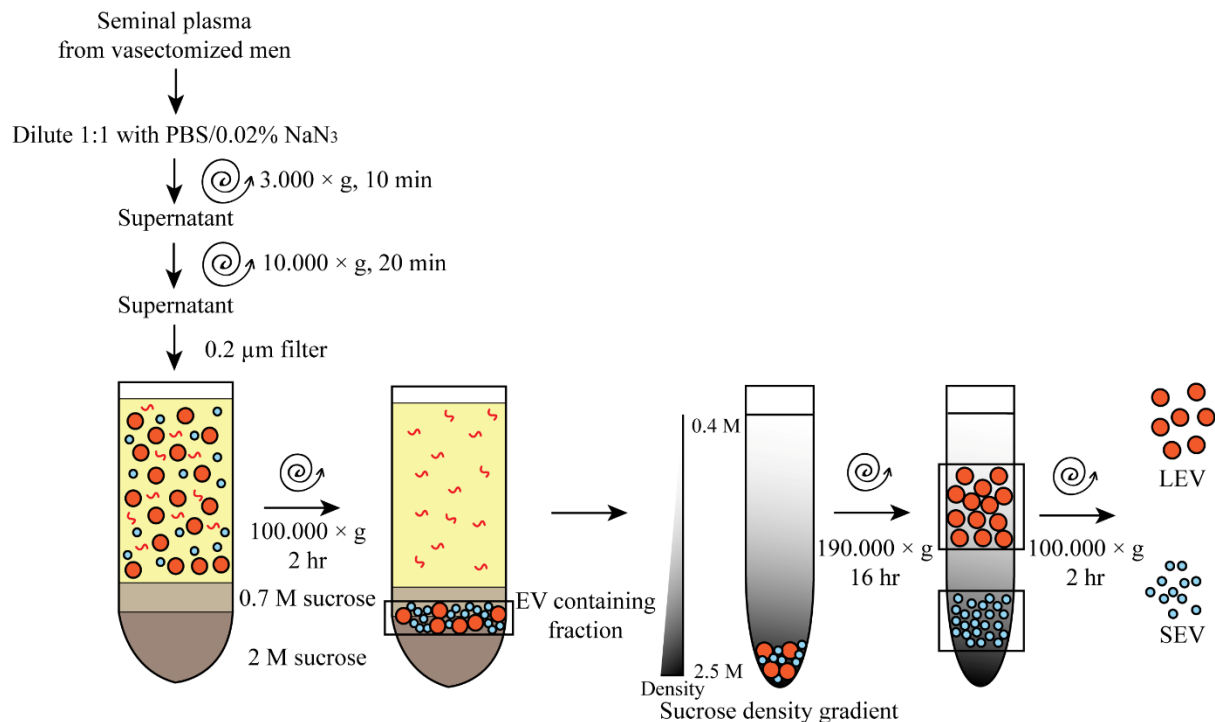 Seminal plasma
from vasectomized men
Dilute 1:1 with PBS/0.02% NaN3
3.000 × g, 10 min
Supernatant
10.000 × g, 20 min
Supernatant
0.2 µm filter
100.000 × g
2 hr
0.7 M sucrose
2 M sucrose
EV containing
fraction
0.4 M
2.5 M
Density
Sucrose density gradient
190.000 × g
16 hr
100.000 × g
2 hr
LEV
SEV